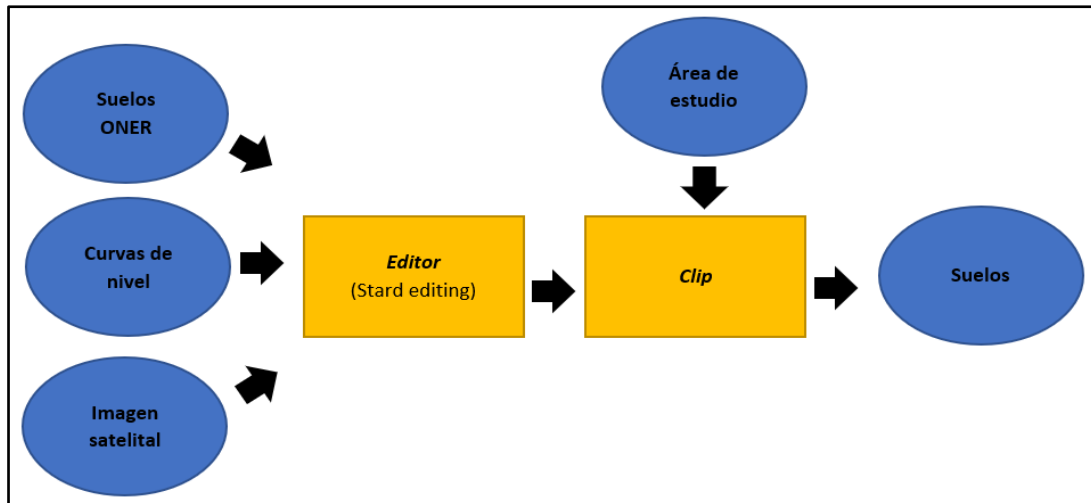 Suelos
ONER
Curvas de
nivel
Imagen
satelital
Editor
(Stard editing)
Área de
estudio
Clip
Suelos